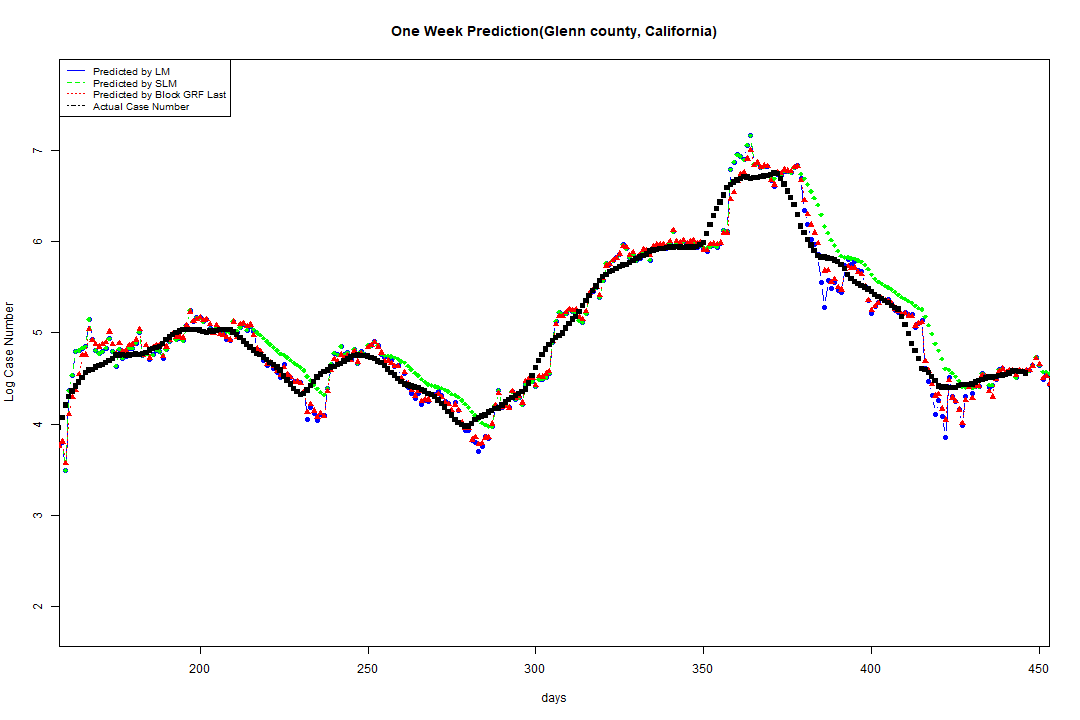 One Week Prediction(Glenn county, California)
Predicted by LM
Predicted by SLM
Predicted by Block GRF Last
Actual Case Number
Log Case Number
7
6
5
4
3
2
200 250 300 350 400 450
days